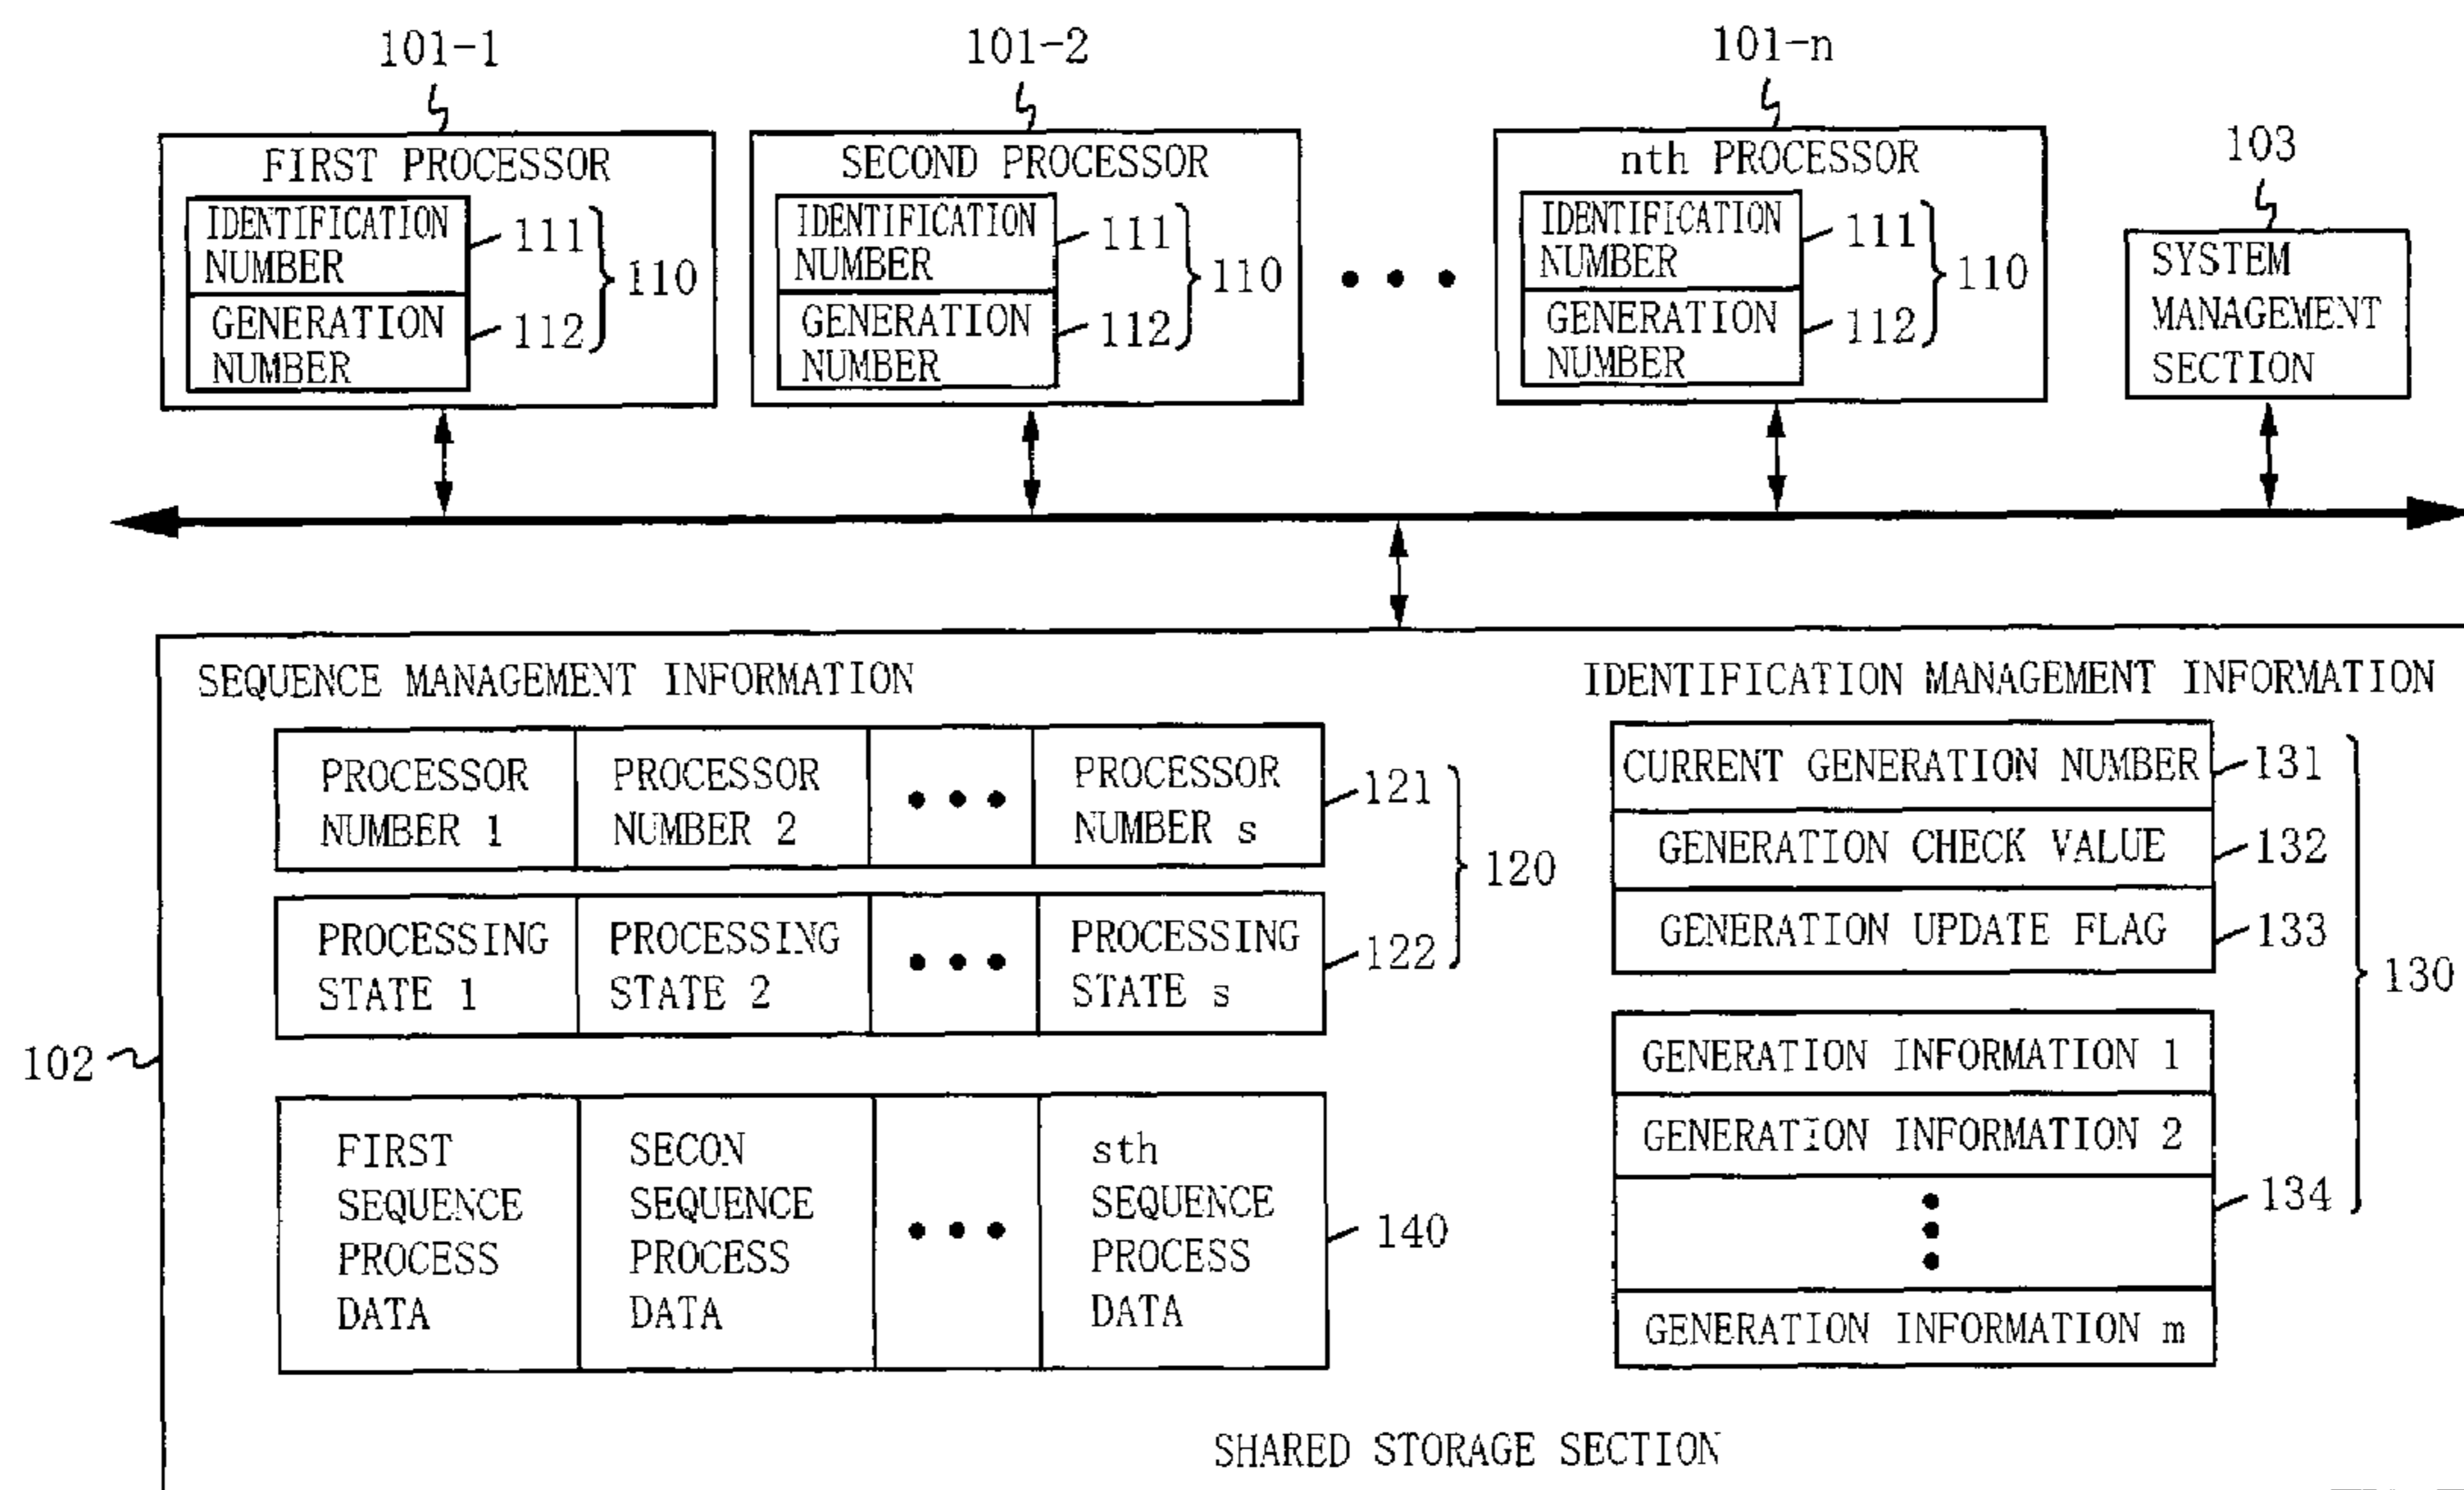 101-1
101-2
101-n
103
FIRST PROCESSOR
IDENTIFICATION
NUMBER
111
GENERATION
NUMBER
112
110
SECOND PROCESSOR
IDENTIFICATION
NUMBER
111
GENERATION
NUMBER
112
110
nth PROCESSOR
IDENTIFICATION
NUMBER
111
GENERATION
NUMBER
112
110
SYSTEM
MANAGEMENT
SECTION
102
SEQUENCE MANAGEMENT INFORMATION
PROCESSOR
NUMBER 1
PROCESSOR
NUMBER 2
PROCESSOR
NUMBER s
121
PROCESSING
STATE 1
PROCESSING
STATE 2
PROCESSING
STATE s
122
120
FIRST
SEQUENCE
PROCESS
DATA
SECON
SEQUENCE
PROCESS
DATA
sth
SEQUENCE
PROCESS
DATA
140
IDENTIFICATION MANAGEMENT INFORMATION
CURRENT GENERATION NUMBER
131
GENERATION CHECK VALUE
132
GENERATION UPDATE FLAG
133
130
GENERATION INFORMATION 1
GENERATION INFORMATION 2
134
GENERATION INFORMATION m
SHARED STORAGE SECTION